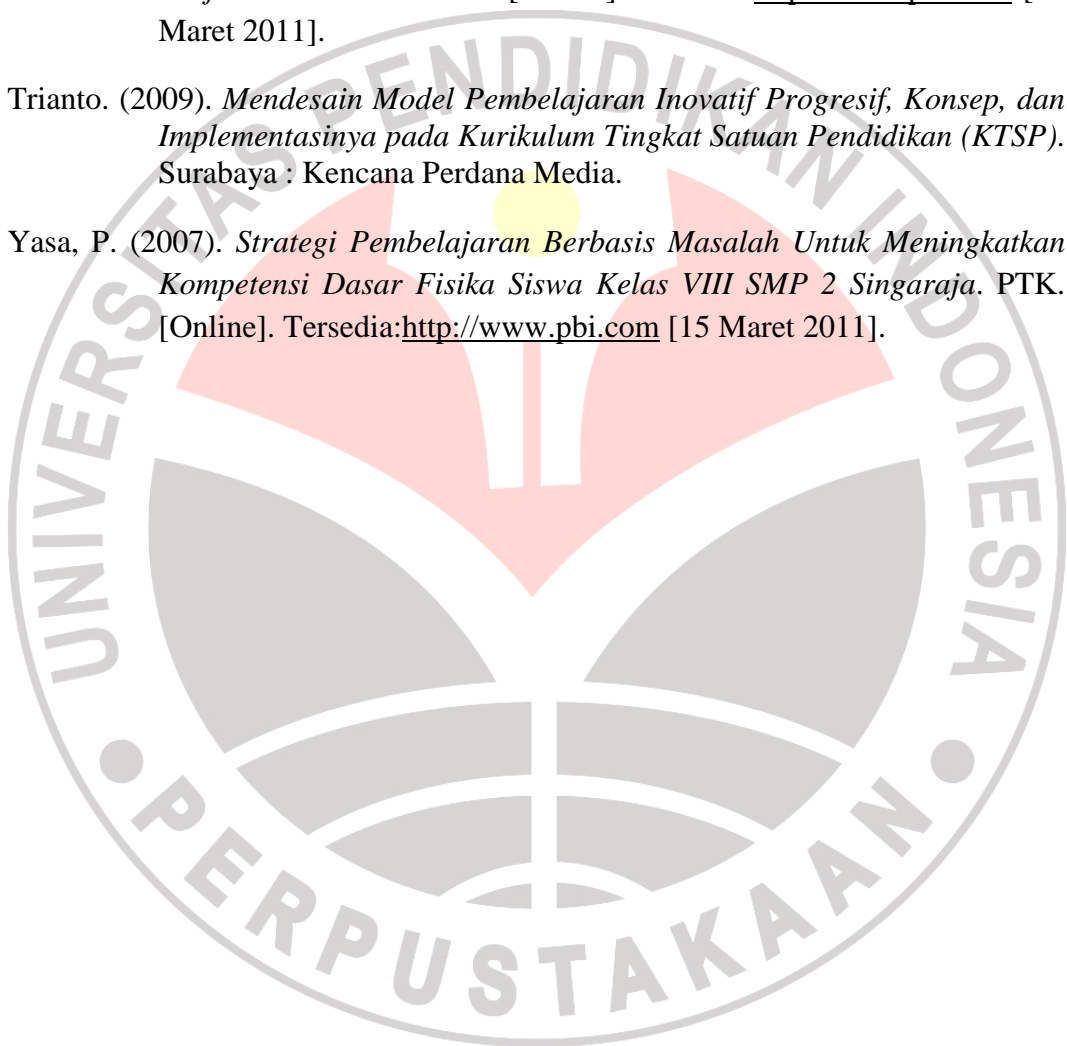 Maret 2011].
Trianto. (2009). Mendesain Model Pembelajaran Inovatif Progresif, Konsep, dan
Implementasinya pada Kurikulum Tingkat Satuan Pendidikan (KTSP).
Surabaya : Kencana Perdana Media.
Yasa, P. (2007). Strategi Pembelajaran Berbasis Masalah Untuk Meningkatkan
Kompetensi Dasar Fisika Siswa Kelas VIII SMP 2 Singaraja. PTK.
[Online]. Tersedia:http://www.pbi.com [15 Maret 2011].
UNIVERSITAS PENDIDIKAN INDONESIA
PERPUSTAKAAN